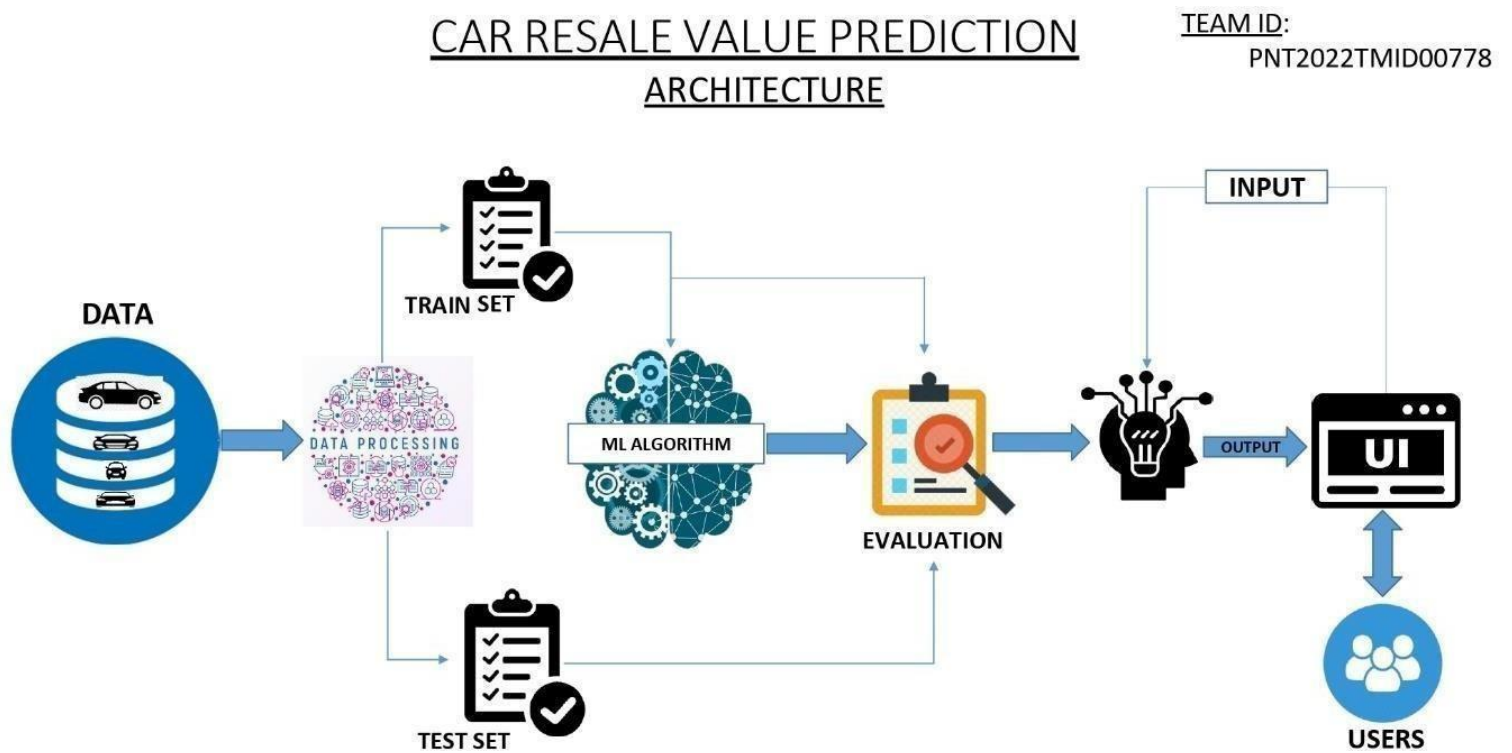 CAR RESALE VALUE PREDICTION
ARCHITECTURE
TEAM ID:
PNT2022TMID00778
INPUT
TRAIN SET
DATA
DATA PROCESSING
ML ALGORITHM
OUTPUT
UI
EVALUATION
TEST SET
USERS